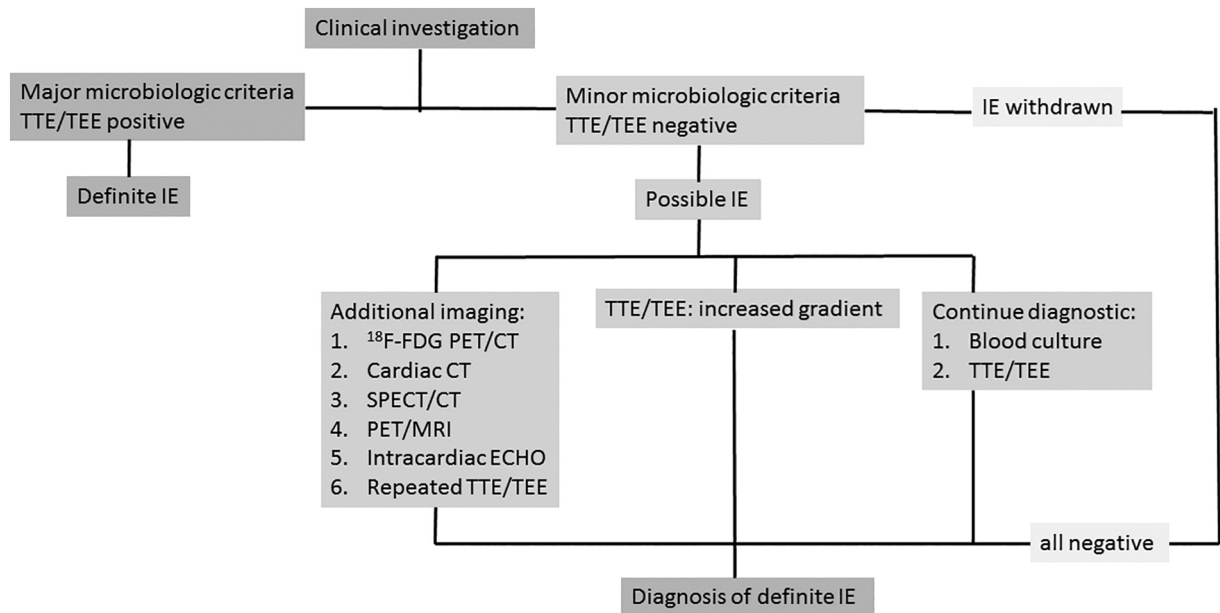 Clinical investigation
Major microbiologic criteria
TTE/TEE positive
Minor microbiologic criteria
TTE/TEE negative
IE withdrawn
Definite IE
Possible IE
Additional imaging:
1. ¹⁸F-FDG PET/CT
2. Cardiac CT
3. SPECT/CT
4. PET/MRI
5. Intracardiac ECHO
6. Repeated TTE/TEE
TTE/TEE: increased gradient
Continue diagnostic:
1. Blood culture
2. TTE/TEE
all negative
Diagnosis of definite IE